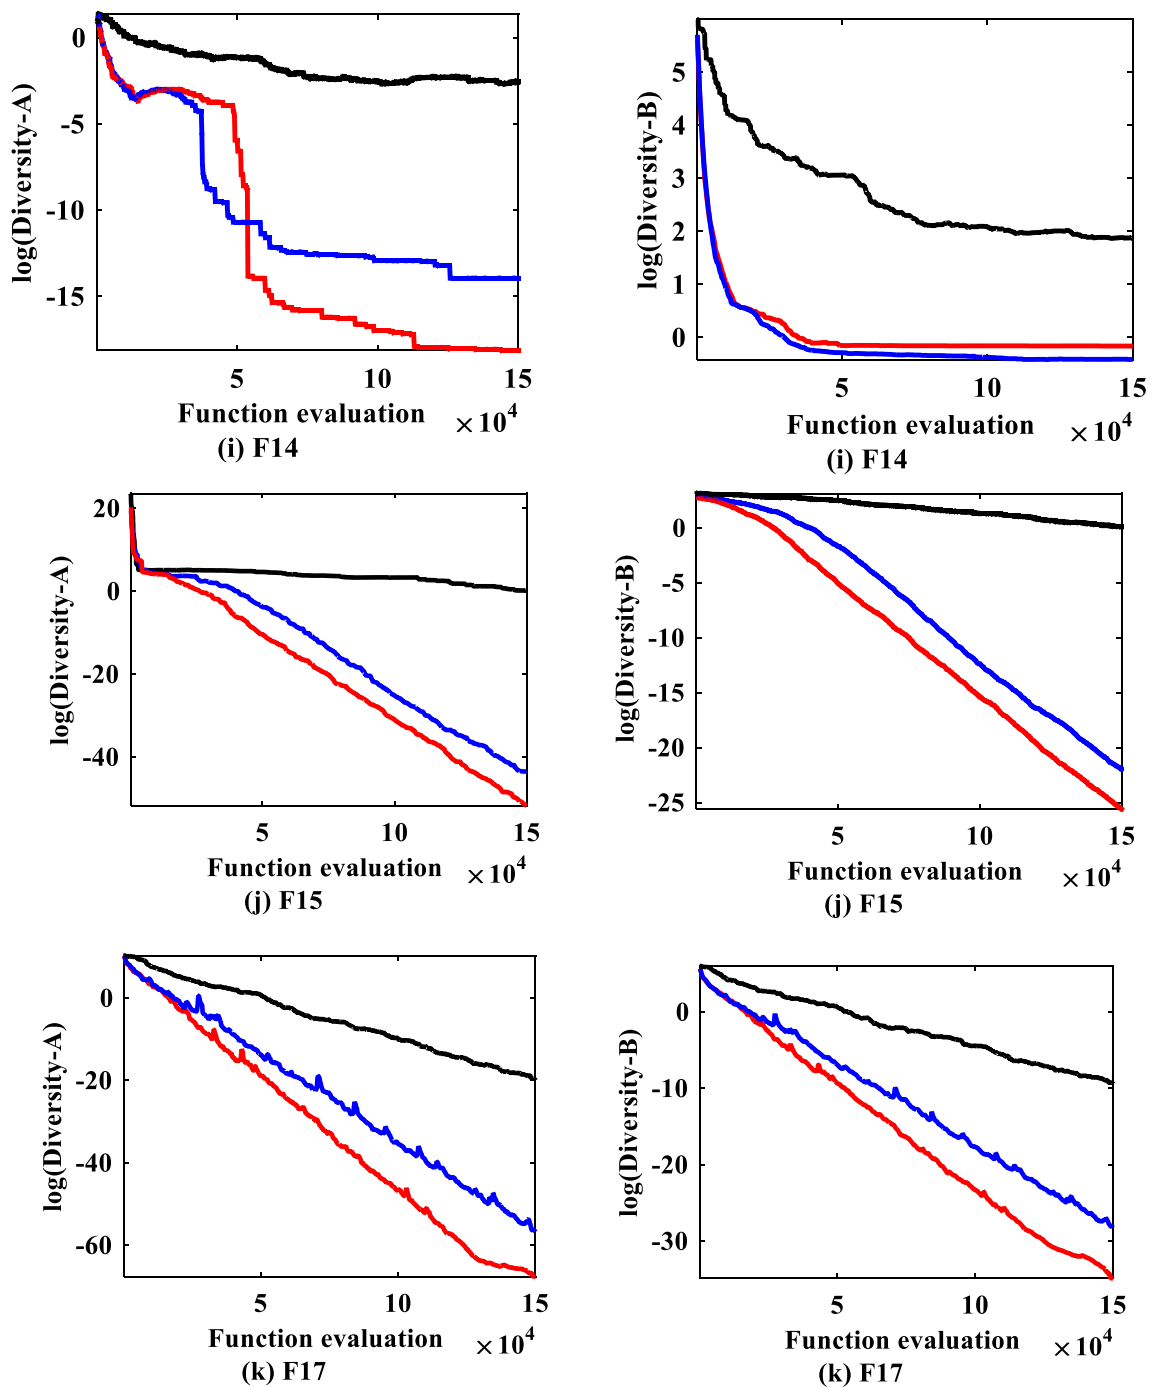 log(Diversity-A)
0
-5
-10
-15
5 10 15
Function evaluation ×10^4
(i) F14
log(Diversity-B)
5
4
3
2
1
0
5 10 15
Function evaluation ×10^4
(i) F14
log(Diversity-A)
20
0
-20
-40
5 10 15
Function evaluation ×10^4
(j) F15
log(Diversity-B)
0
-5
-10
-15
-20
-25
5 10 15
Function evaluation ×10^4
(j) F15
log(Diversity-A)
0
-20
-40
-60
5 10 15
Function evaluation ×10^4
(k) F17
log(Diversity-B)
0
-10
-20
-30
5 10 15
Function evaluation ×10^4
(k) F17